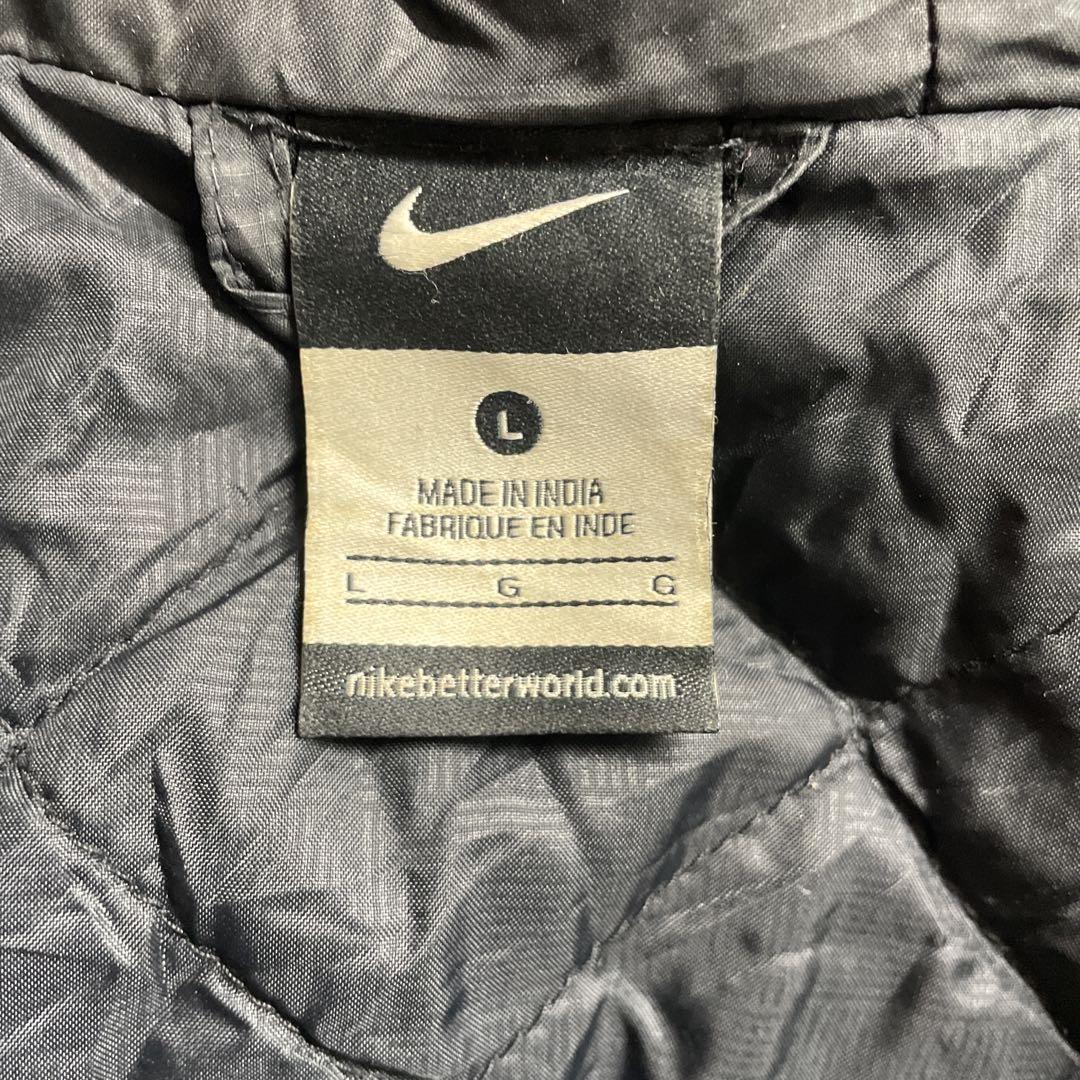 L
MADE IN INDIA
FABRIQUE EN INDE
L G G
nikebetterworld.com